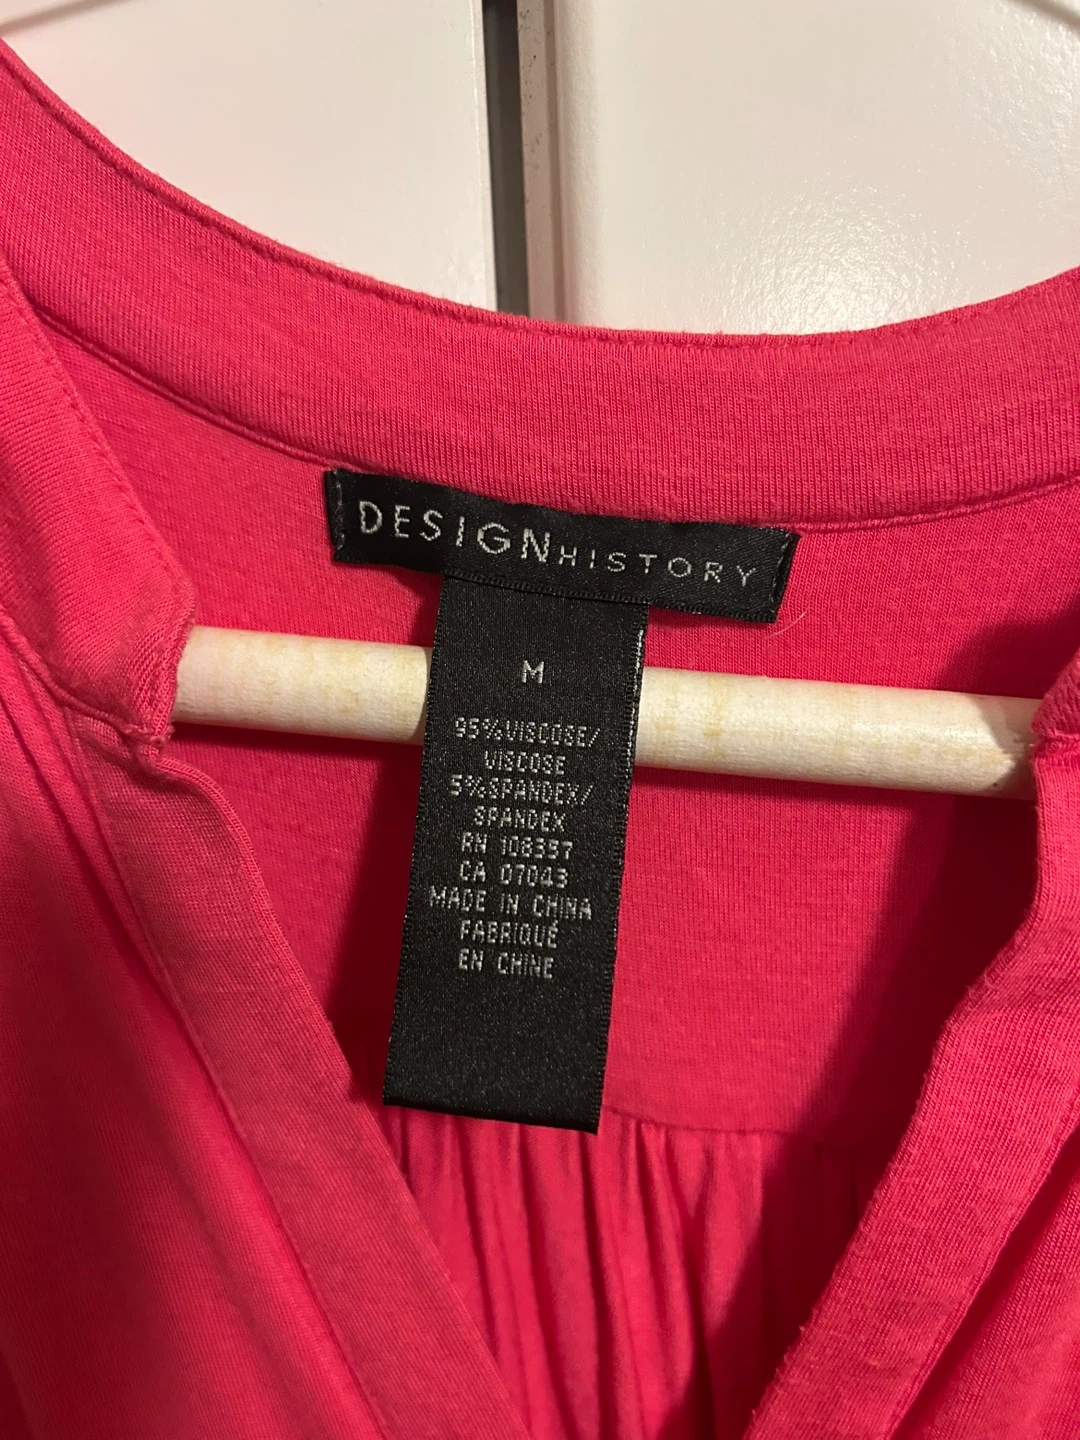 DESIGNHISTORY
M
95%VISCOSE/
VISCOSE
5%SPANDEX/
SPANDEX
RN 108357
CA 07043
MADE IN CHINA
FABRIQUÉ
EN CHINE